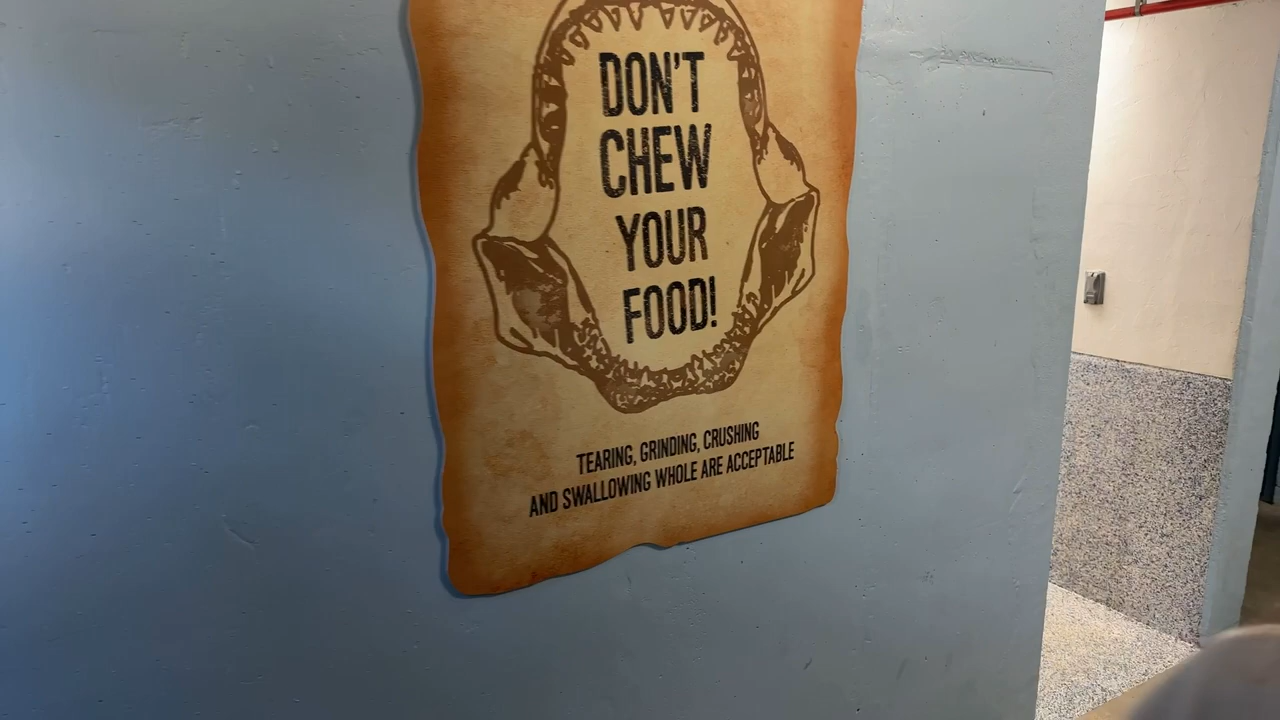 DON'T
CHEW
YOUR
FOOD!
TEARING, GRINDING, CRUSHING
AND SWALLOWING WHOLE ARE ACCEPTABLE